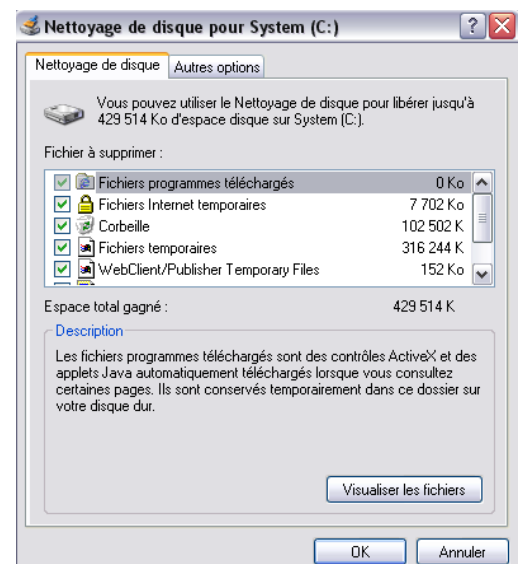 Nettoyage de disque pour System (C:)
Nettoyage de disque
Autres options
Vous pouvez utiliser le Nettoyage de disque pour libérer jusqu'à
429 514 Ko d'espace disque sur System (C:).
Fichier à supprimer :
Fichiers programmes téléchargés 0 Ko
Fichiers Internet temporaires 7 702 Ko
Corbeille 102 502 K
Fichiers temporaires 316 244 K
WebClient/Publisher Temporary Files 152 Ko
Espace total gagné : 429 514 K
Description
Les fichiers programmes téléchargés sont des contrôles ActiveX et des
applets Java automatiquement téléchargés lorsque vous consultez
certaines pages. Ils sont conservés temporairement dans ce dossier sur
votre disque dur.
Visualiser les fichiers
OK Annuler